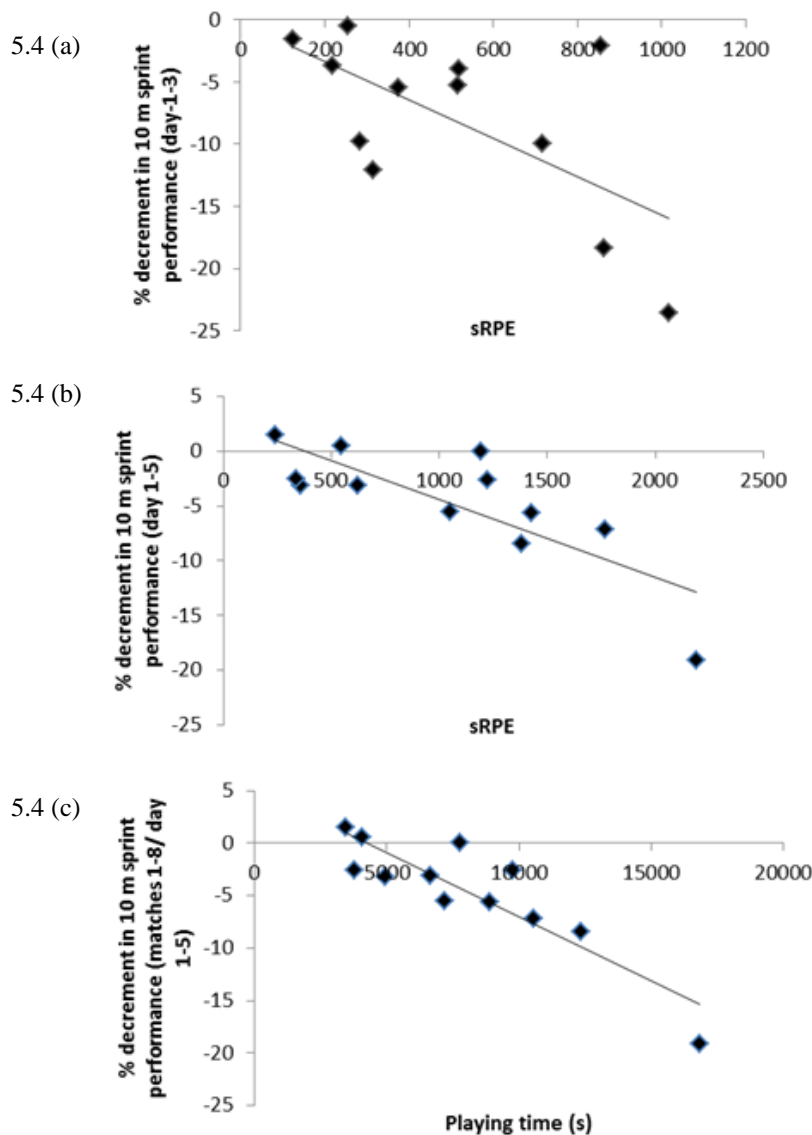 5.4 (a)
% decrement in 10 m sprint
performance (day-1-3)
0
-5
-10
-15
-20
-25
0 200 400 600 800 1000 1200
sRPE
5.4 (b)
% decrement in 10 m sprint
performance (day 1-5)
5
0
-5
-10
-15
-20
-25
0 500 1000 1500 2000 2500
sRPE
5.4 (c)
% decrement in 10 m sprint
performance (matches 1-8/ day
1-5)
5
0
-5
-10
-15
-20
-25
0 5000 10000 15000 20000
Playing time (s)